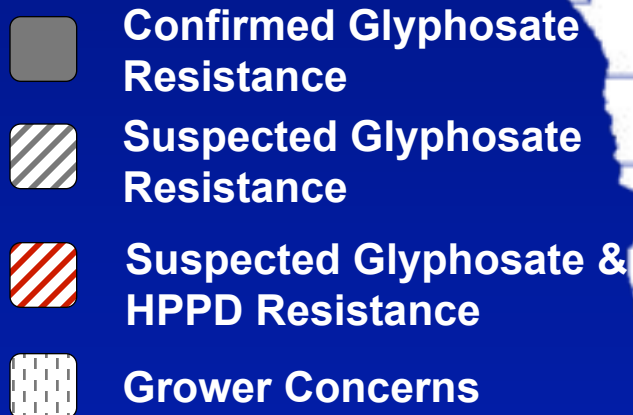 Confirmed Glyphosate
Resistance
Suspected Glyphosate
Resistance
Suspected Glyphosate &
HPPD Resistance
Grower Concerns